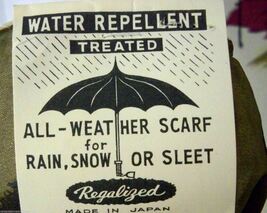 WATER REPELLENT
TREATED
ALL-WEATHER SCARF
for
RAIN, SNOW OR SLEET
Regalized
MADE IN JAPAN